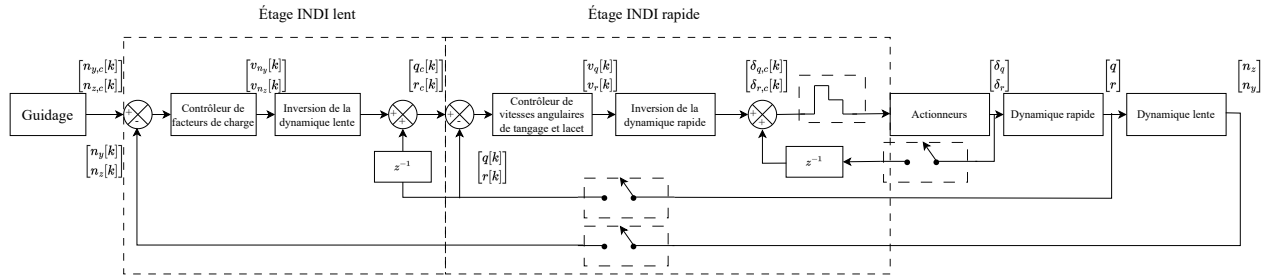 Étage INDI lent
Étage INDI rapide
[n_{y,c}[k]]
[n_{z,c}[k]]
[v_{n_y}[k]]
[v_{n_z}[k]]
[q_c[k]]
[r_c[k]]
[v_q[k]]
[v_r[k]]
[δ_{q,c}[k]]
[δ_{r,c}[k]]
[δ_q]
[δ_r]
[q]
[r]
[n_z]
[n_y]
Guidage
+
-
Contrôleur de
facteurs de charge
Inversion de la
dynamique lente
+
+
+
-
Contrôleur de
vitesses angulaires
de tangage et lacet
Inversion de la
dynamique rapide
+
+
Actionneurs
Dynamique rapide
Dynamique lente
[n_y[k]]
[n_z[k]]
z^{-1}
[q[k]]
[r[k]]
z^{-1}